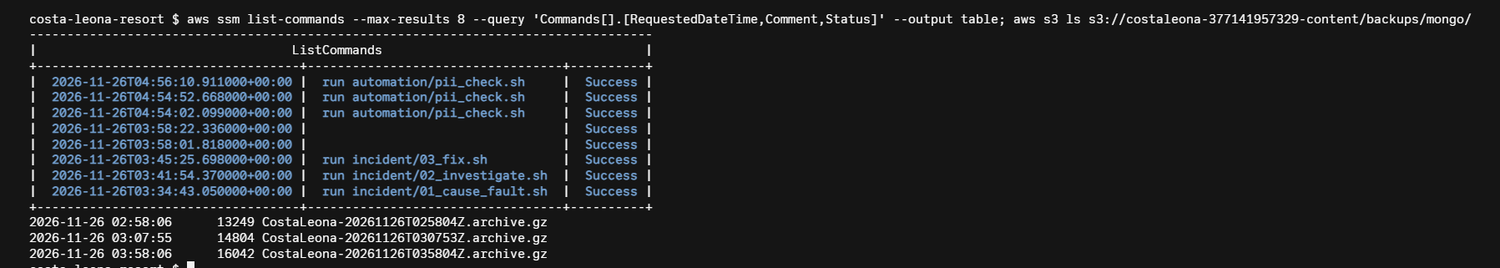 costa-leona-resort $ aws ssm list-commands --max-results 8 --query 'Commands[].[RequestedDateTime,Comment,Status]' --output table; aws s3 ls s3://costaleona-377141957329-content/backups/mongo/
-------------------------------------------------------------------------------
|                                ListCommands                                 |
+-----------------------------------+-------------------------------+----------+
|  2026-11-26T04:56:10.911000+00:00 |  run automation/pii_check.sh     |  Success |
|  2026-11-26T04:54:52.668000+00:00 |  run automation/pii_check.sh     |  Success |
|  2026-11-26T04:54:02.099000+00:00 |  run automation/pii_check.sh     |  Success |
|  2026-11-26T03:58:22.336000+00:00 |                                  |  Success |
|  2026-11-26T03:58:01.818000+00:00 |                                  |  Success |
|  2026-11-26T03:45:25.698000+00:00 |  run incident/03_fix.sh          |  Success |
|  2026-11-26T03:41:54.370000+00:00 |  run incident/02_investigate.sh  |  Success |
|  2026-11-26T03:34:43.050000+00:00 |  run incident/01_cause_fault.sh  |  Success |
+-----------------------------------+-------------------------------+----------+
2026-11-26 02:58:06      13249 CostaLeona-20261126T025804Z.archive.gz
2026-11-26 03:07:55      14804 CostaLeona-20261126T030753Z.archive.gz
2026-11-26 03:58:06      16042 CostaLeona-20261126T035804Z.archive.gz
costa-leona-resort $